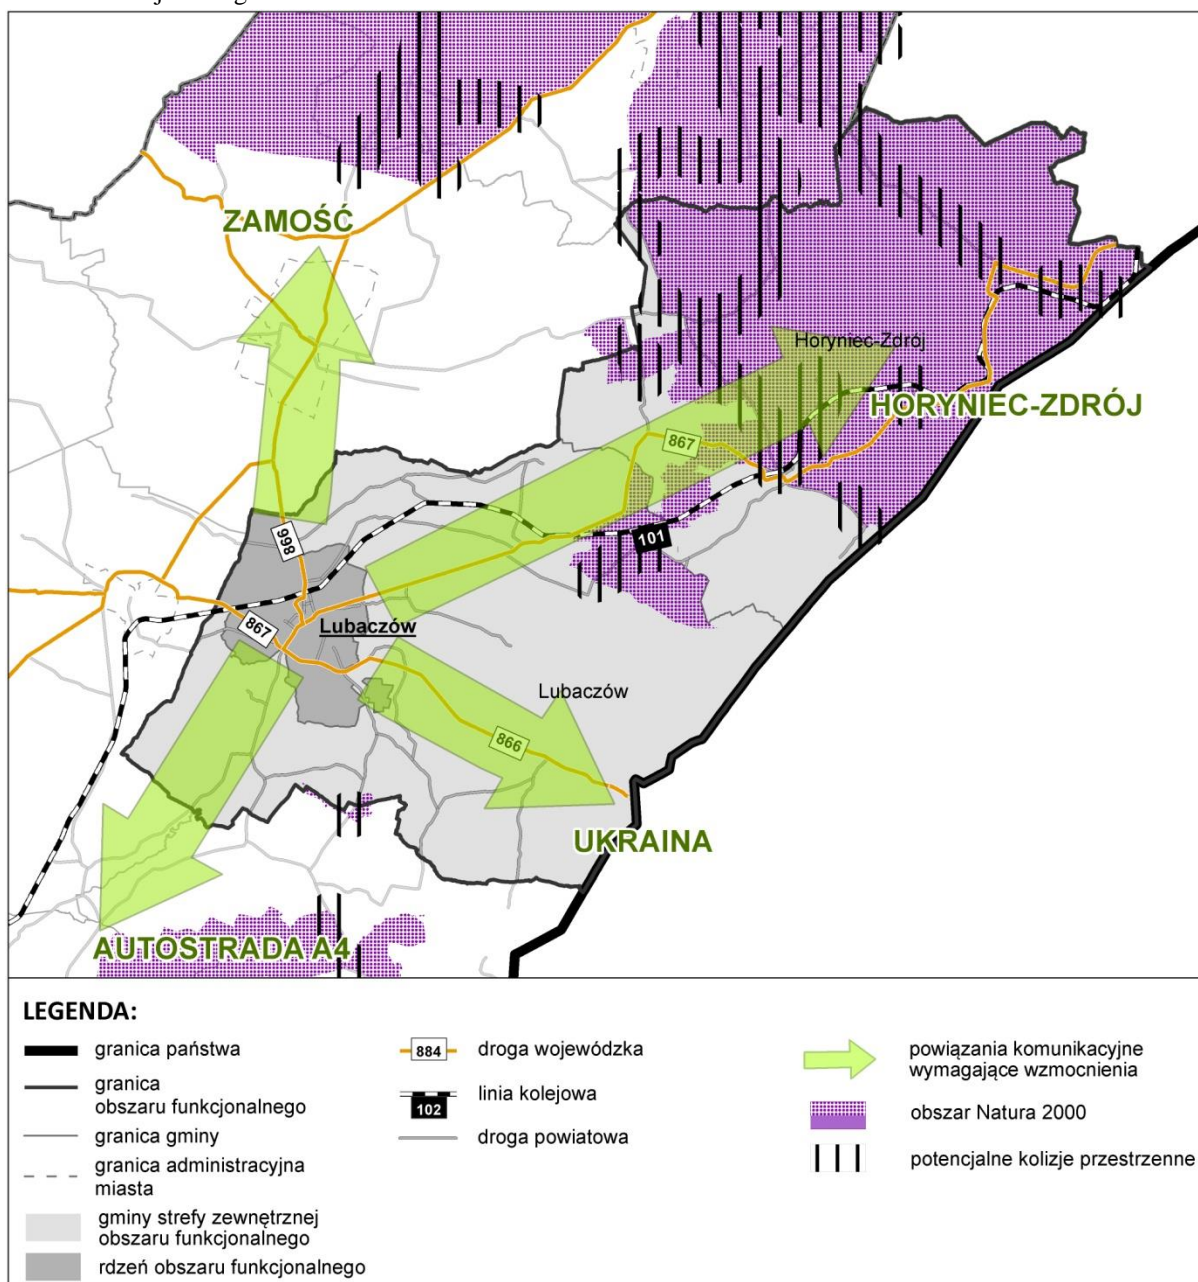 ZAMOŚĆ
Horyniec-Zdrój
HORYNIEC-ZDRÓJ
867
866
101
867
Lubaczów
Lubaczów
866
UKRAINA
AUTOSTRADA A4
LEGENDA:
granica państwa
granica
obszaru funkcjonalnego
granica gminy
granica administracyjna
miasta
gminy strefy zewnętrznej
obszaru funkcjonalnego
rdzeń obszaru funkcjonalnego
884 droga wojewódzka
linia kolejowa
102
droga powiatowa
powiązania komunikacyjne
wymagające wzmocnienia
obszar Natura 2000
potencjalne kolizje przestrzenne